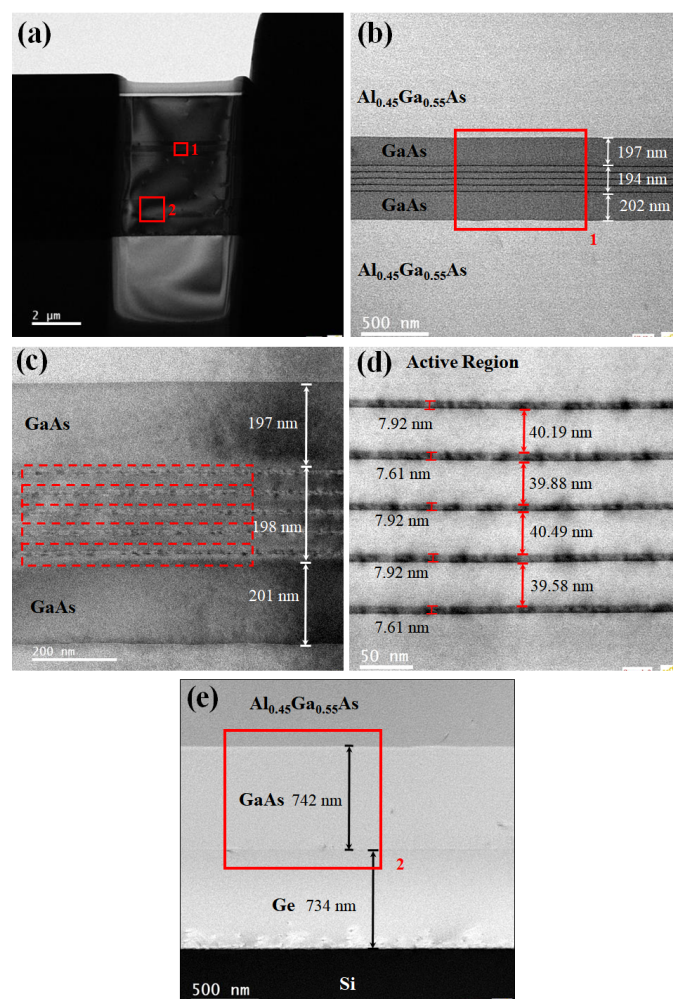 (a)
1
2
2 μm
(b)
Al0.45Ga0.55As
GaAs
197 nm
194 nm
GaAs
202 nm
1
Al0.45Ga0.55As
500 nm
(c)
GaAs
197 nm
198 nm
GaAs
201 nm
200 nm
(d)
Active Region
7.92 nm
40.19 nm
7.61 nm
39.88 nm
7.92 nm
40.49 nm
7.92 nm
39.58 nm
7.61 nm
50 nm
(e)
Al0.45Ga0.55As
GaAs 742 nm
2
Ge 734 nm
Si
500 nm